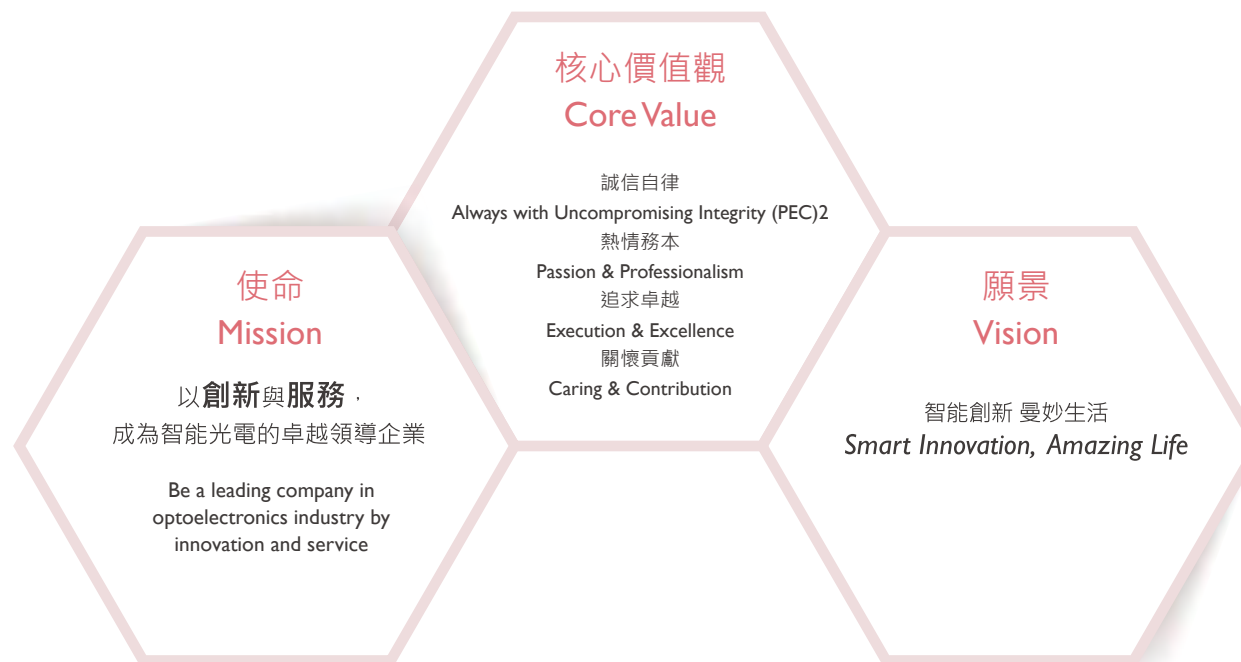 核心價值觀
Core Value
誠信自律
Always with Uncompromising Integrity (PEC)2
熱情務本
Passion & Professionalism
追求卓越
Execution & Excellence
關懷貢獻
Caring & Contribution
使命
Mission
以創新與服務，
成為智能光電的卓越領導企業
Be a leading company in
optoelectronics industry by
innovation and service
願景
Vision
智能創新 曼妙生活
Smart Innovation, Amazing Life